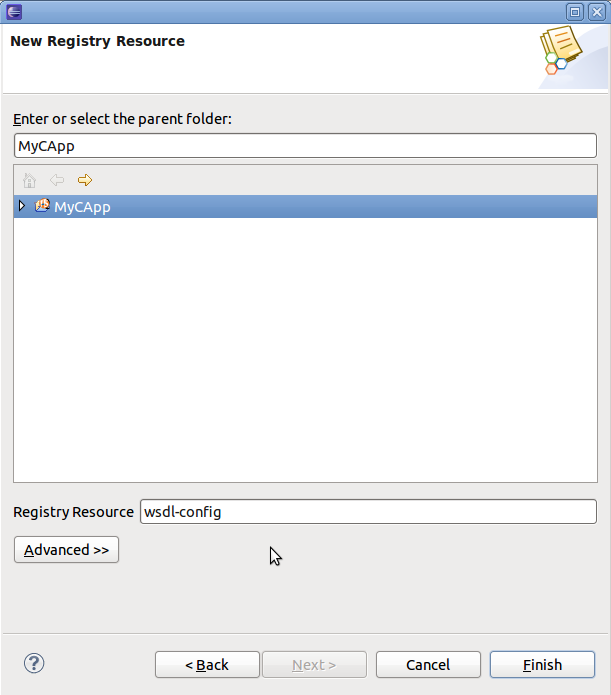 New Registry Resource
Enter or select the parent folder:
MyCApp
MyCApp
Registry Resource wsdl-config
Advanced >>
< Back Next > Cancel Finish